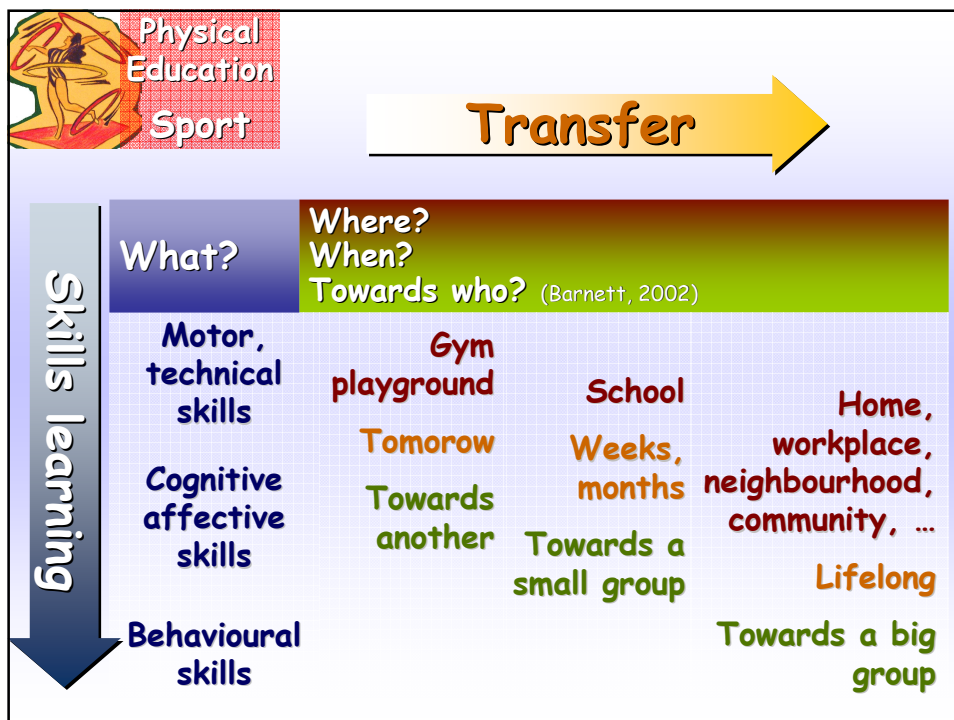 Physical
Education
Sport
Transfer
Skills learning
What?
Where?
When?
Towards who? (Barnett, 2002)
Motor,
technical
skills
Cognitive
affective
skills
Behavioural
skills
Gym
playground
Tomorow
Towards
another
School
Weeks,
months
Towards a
small group
Home,
workplace,
neighbourhood,
community, …
Lifelong
Towards a big
group